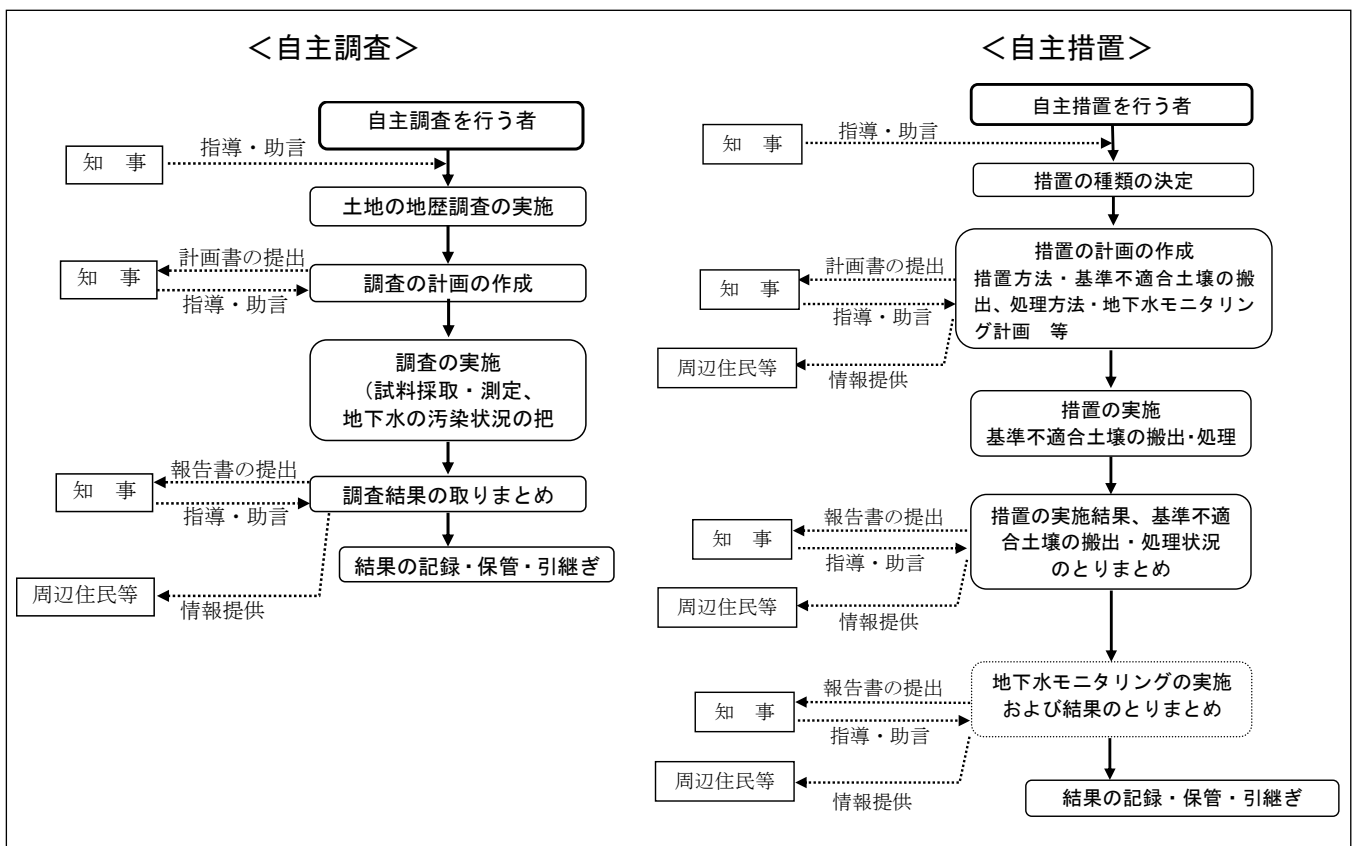 ＜自主調査＞
自主調査を行う者
知　事
指導・助言
土地の地歴調査の実施
知　事
計画書の提出
指導・助言
調査の計画の作成
調査の実施
（試料採取・測定、
地下水の汚染状況の把
知　事
報告書の提出
指導・助言
調査結果の取りまとめ
結果の記録・保管・引継ぎ
周辺住民等
情報提供
＜自主措置＞
自主措置を行う者
知　事
指導・助言
措置の種類の決定
知　事
計画書の提出
指導・助言
措置の計画の作成
措置方法・基準不適合土壌の搬
出、処理方法・地下水モニタリン
グ計画　等
周辺住民等
情報提供
措置の実施
基準不適合土壌の搬出・処理
知　事
報告書の提出
指導・助言
措置の実施結果、基準不適
合土壌の搬出・処理状況
のとりまとめ
周辺住民等
情報提供
知　事
報告書の提出
指導・助言
地下水モニタリングの実施
および結果のとりまとめ
周辺住民等
情報提供
結果の記録・保管・引継ぎ